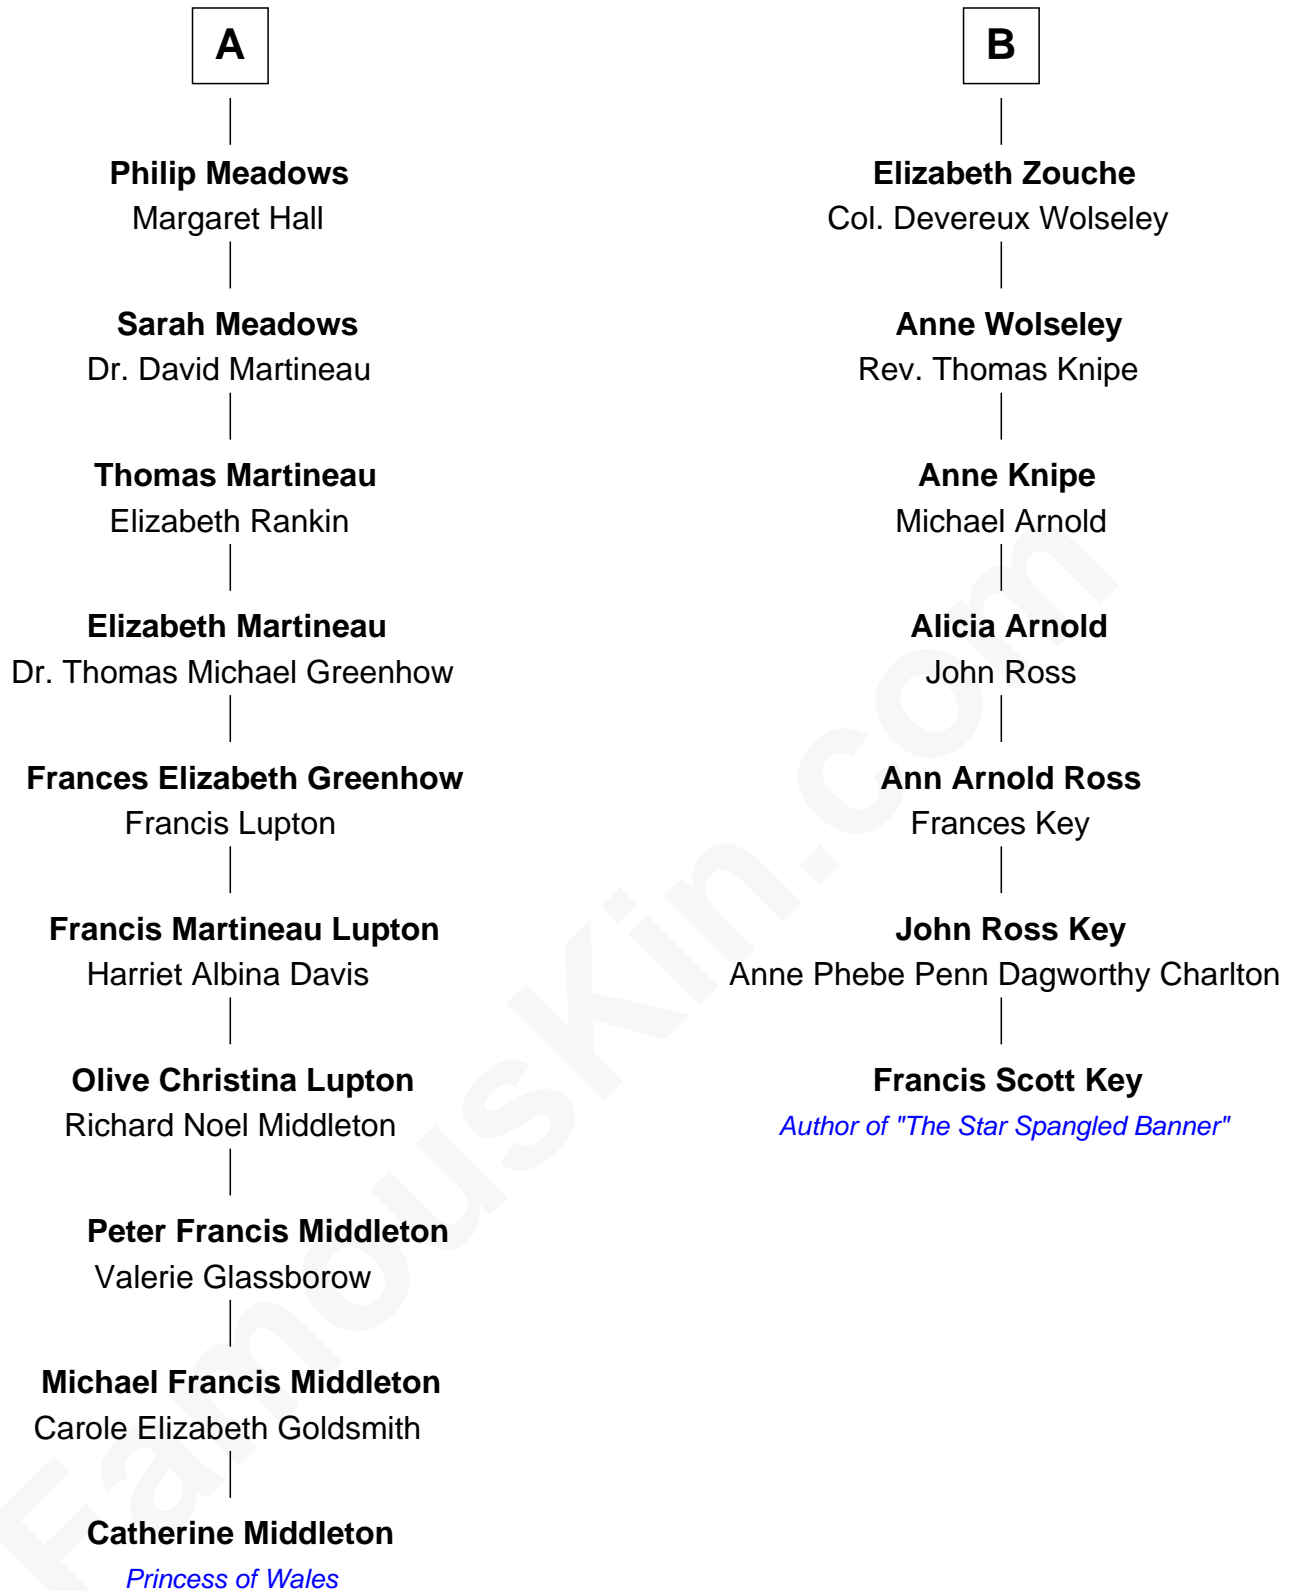 A
Philip Meadows
Margaret Hall
Sarah Meadows
Dr. David Martineau
Thomas Martineau
Elizabeth Rankin
Elizabeth Martineau
Dr. Thomas Michael Greenhow
Frances Elizabeth Greenhow
Francis Lupton
Francis Martineau Lupton
Harriet Albina Davis
Olive Christina Lupton
Richard Noel Middleton
Peter Francis Middleton
Valerie Glassborow
Michael Francis Middleton
Carole Elizabeth Goldsmith
Catherine Middleton
Princess of Wales
B
Elizabeth Zouche
Col. Devereux Wolseley
Anne Wolseley
Rev. Thomas Knipe
Anne Knipe
Michael Arnold
Alicia Arnold
John Ross
Ann Arnold Ross
Frances Key
John Ross Key
Anne Phebe Penn Dagworthy Charlton
Francis Scott Key
Author of "The Star Spangled Banner"
FamousKin.com